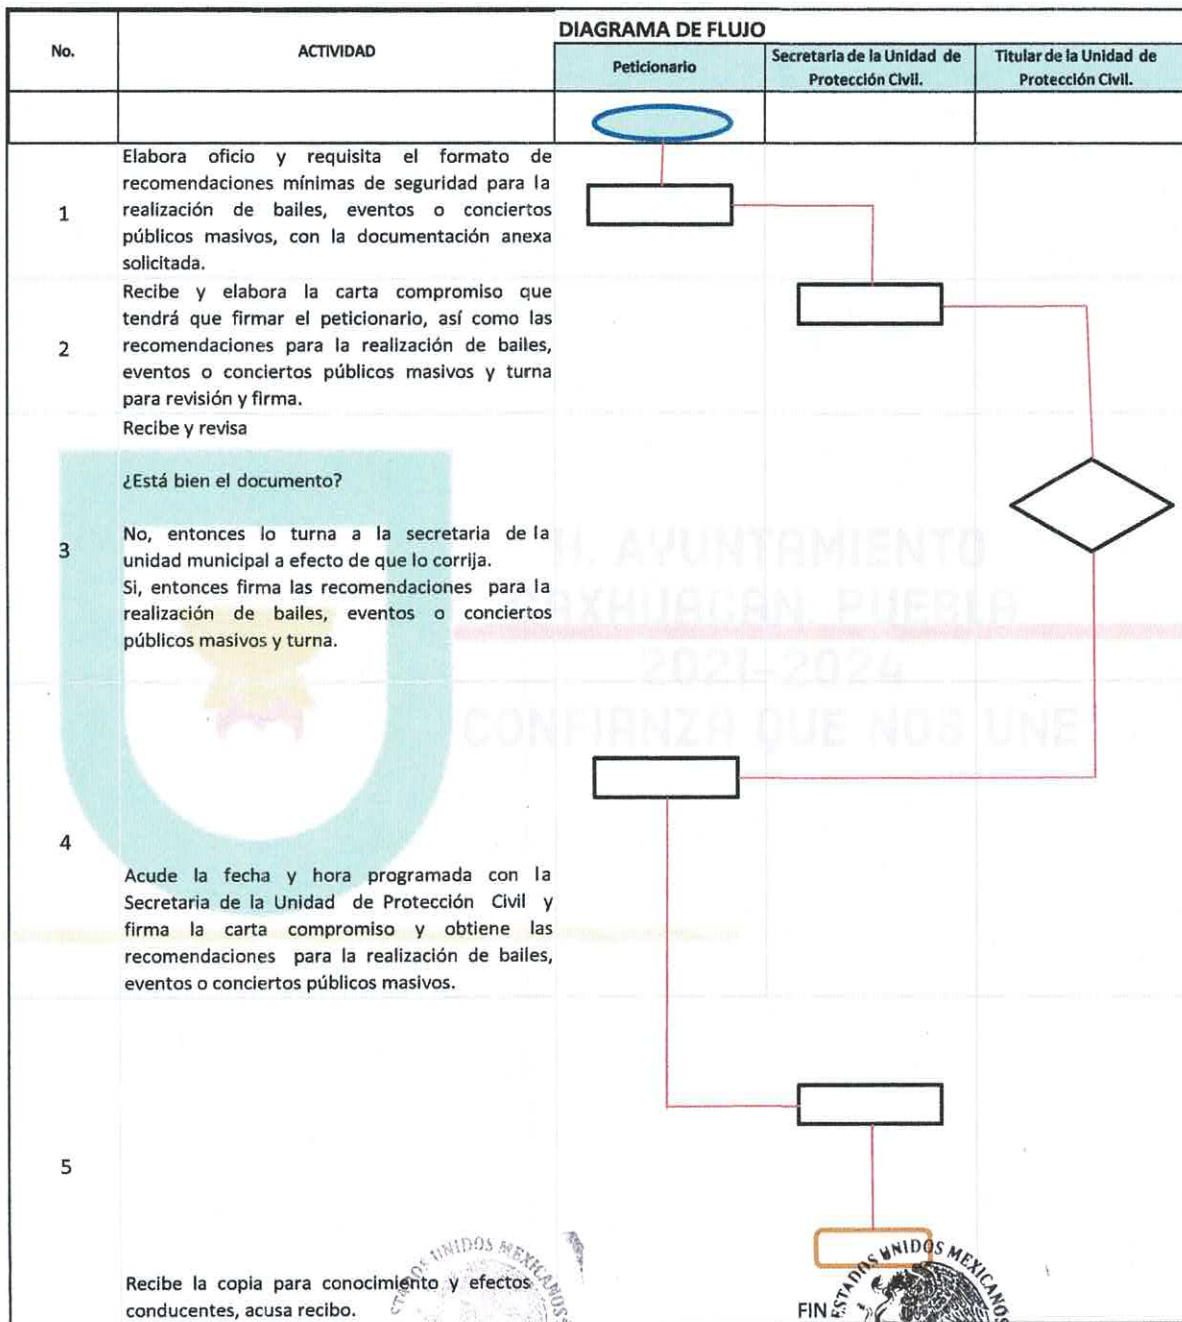 DIAGRAMA DE FLUJO
No.
ACTIVIDAD
Peticionario
Secretaria de la Unidad de
Protección Civil.
Titular de la Unidad de
Protección Civil.
1
Elabora oficio y requisita el formato de
recomendaciones mínimas de seguridad para la
realización de bailes, eventos o conciertos
públicos masivos, con la documentación anexa
solicitada.
2
Recibe y elabora la carta compromiso que
tendrá que firmar el peticionario, así como las
recomendaciones para la realización de bailes,
eventos o conciertos públicos masivos y turna
para revisión y firma.
3
Recibe y revisa
¿Está bien el documento?
No, entonces lo turna a la secretaria de la
unidad municipal a efecto de que lo corrija.
Si, entonces firma las recomendaciones para la
realización de bailes, eventos o conciertos
públicos masivos y turna.
H. AYUNTAMIENTO
PUEBLA
2021-2024
CONFIANZA QUE NOS UNE
4
Acude la fecha y hora programada con la
Secretaria de la Unidad de Protección Civil y
firma la carta compromiso y obtiene las
recomendaciones para la realización de bailes,
eventos o conciertos públicos masivos.
5
Recibe la copia para conocimiento y efectos
conducentes, acusa recibo.
UNIDOS MEXICANOS
FIN
ESTADOS UNIDOS MEXICANOS